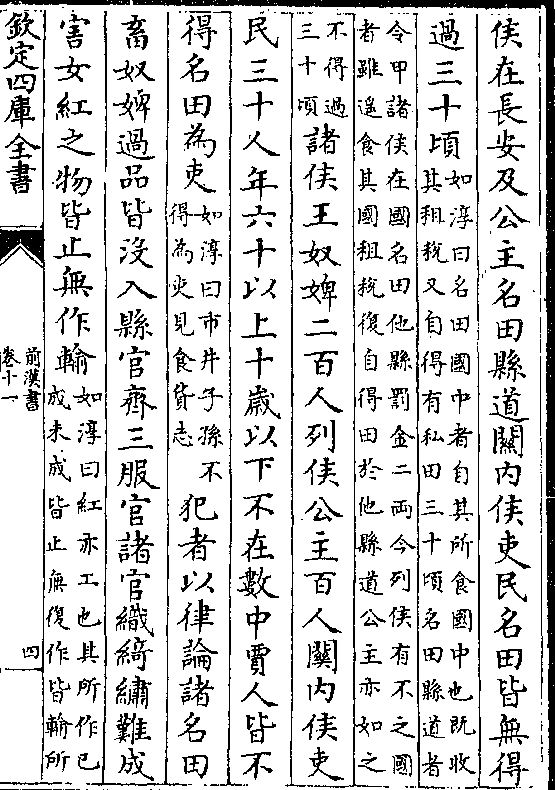 侯在長安及公主名田縣道關内侯吏民名田皆無得
過三十頃如淳曰名田國中者自其所食國中也既收其租稅又自得有私田三十頃名田縣道者
令甲諸侯在國名田他縣罰金二兩今列侯有不之國者雖遥食其國租稅復自得田於他縣道公主亦如之
不得過三十頃諸侯王奴婢二百人列侯公主百人關内侯吏
民三十人年六十以上十歲以下不在數中賈人皆不
得名田為吏如淳曰市井子孫不得為吏見食貨志犯者以律論諸名田
畜奴婢過品皆沒入縣官齊三服官諸官織綺繡難成
害女紅之物皆止無作輸如淳曰紅亦工也其所作已成未成皆止無復作皆輸所
欽定四庫全書
前漢書
卷十一
四